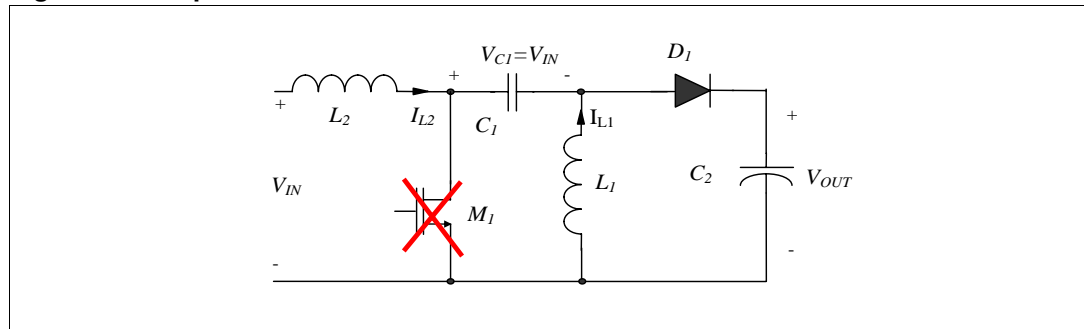 V_C1=V_IN
D_1
+
-
+
L_2
I_L2
C_1
I_L1
+
V_IN
M_1
L_1
C_2
V_OUT
-
-